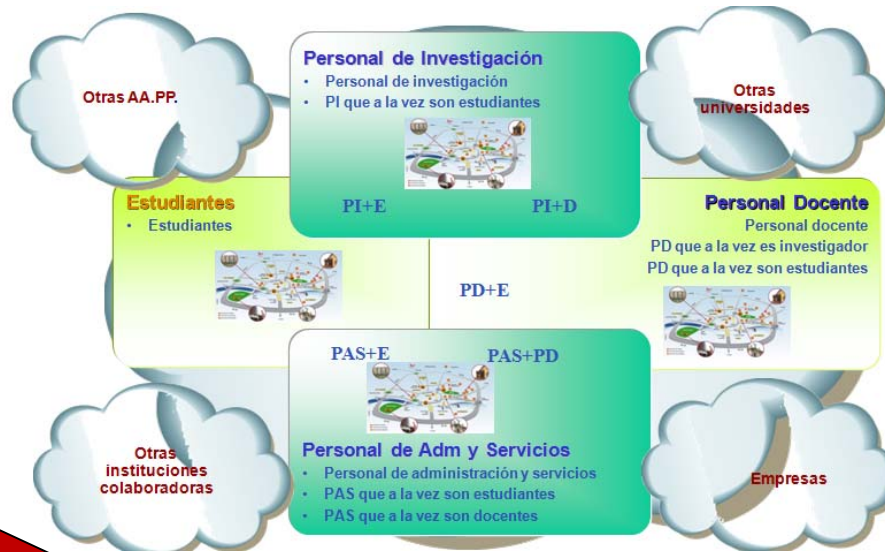 Otras AA.PP.
Personal de Investigación
• Personal de investigación
• PI que a la vez son estudiantes
PI+E
PI+D
Otras
universidades
Estudiantes
• Estudiantes
Personal Docente
Personal docente
PD que a la vez es investigador
PD que a la vez son estudiantes
PD+E
PAS+E
PAS+PD
Personal de Adm y Servicios
• Personal de administración y servicios
• PAS que a la vez son estudiantes
• PAS que a la vez son docentes
Otras
instituciones
colaboradoras
Empresas